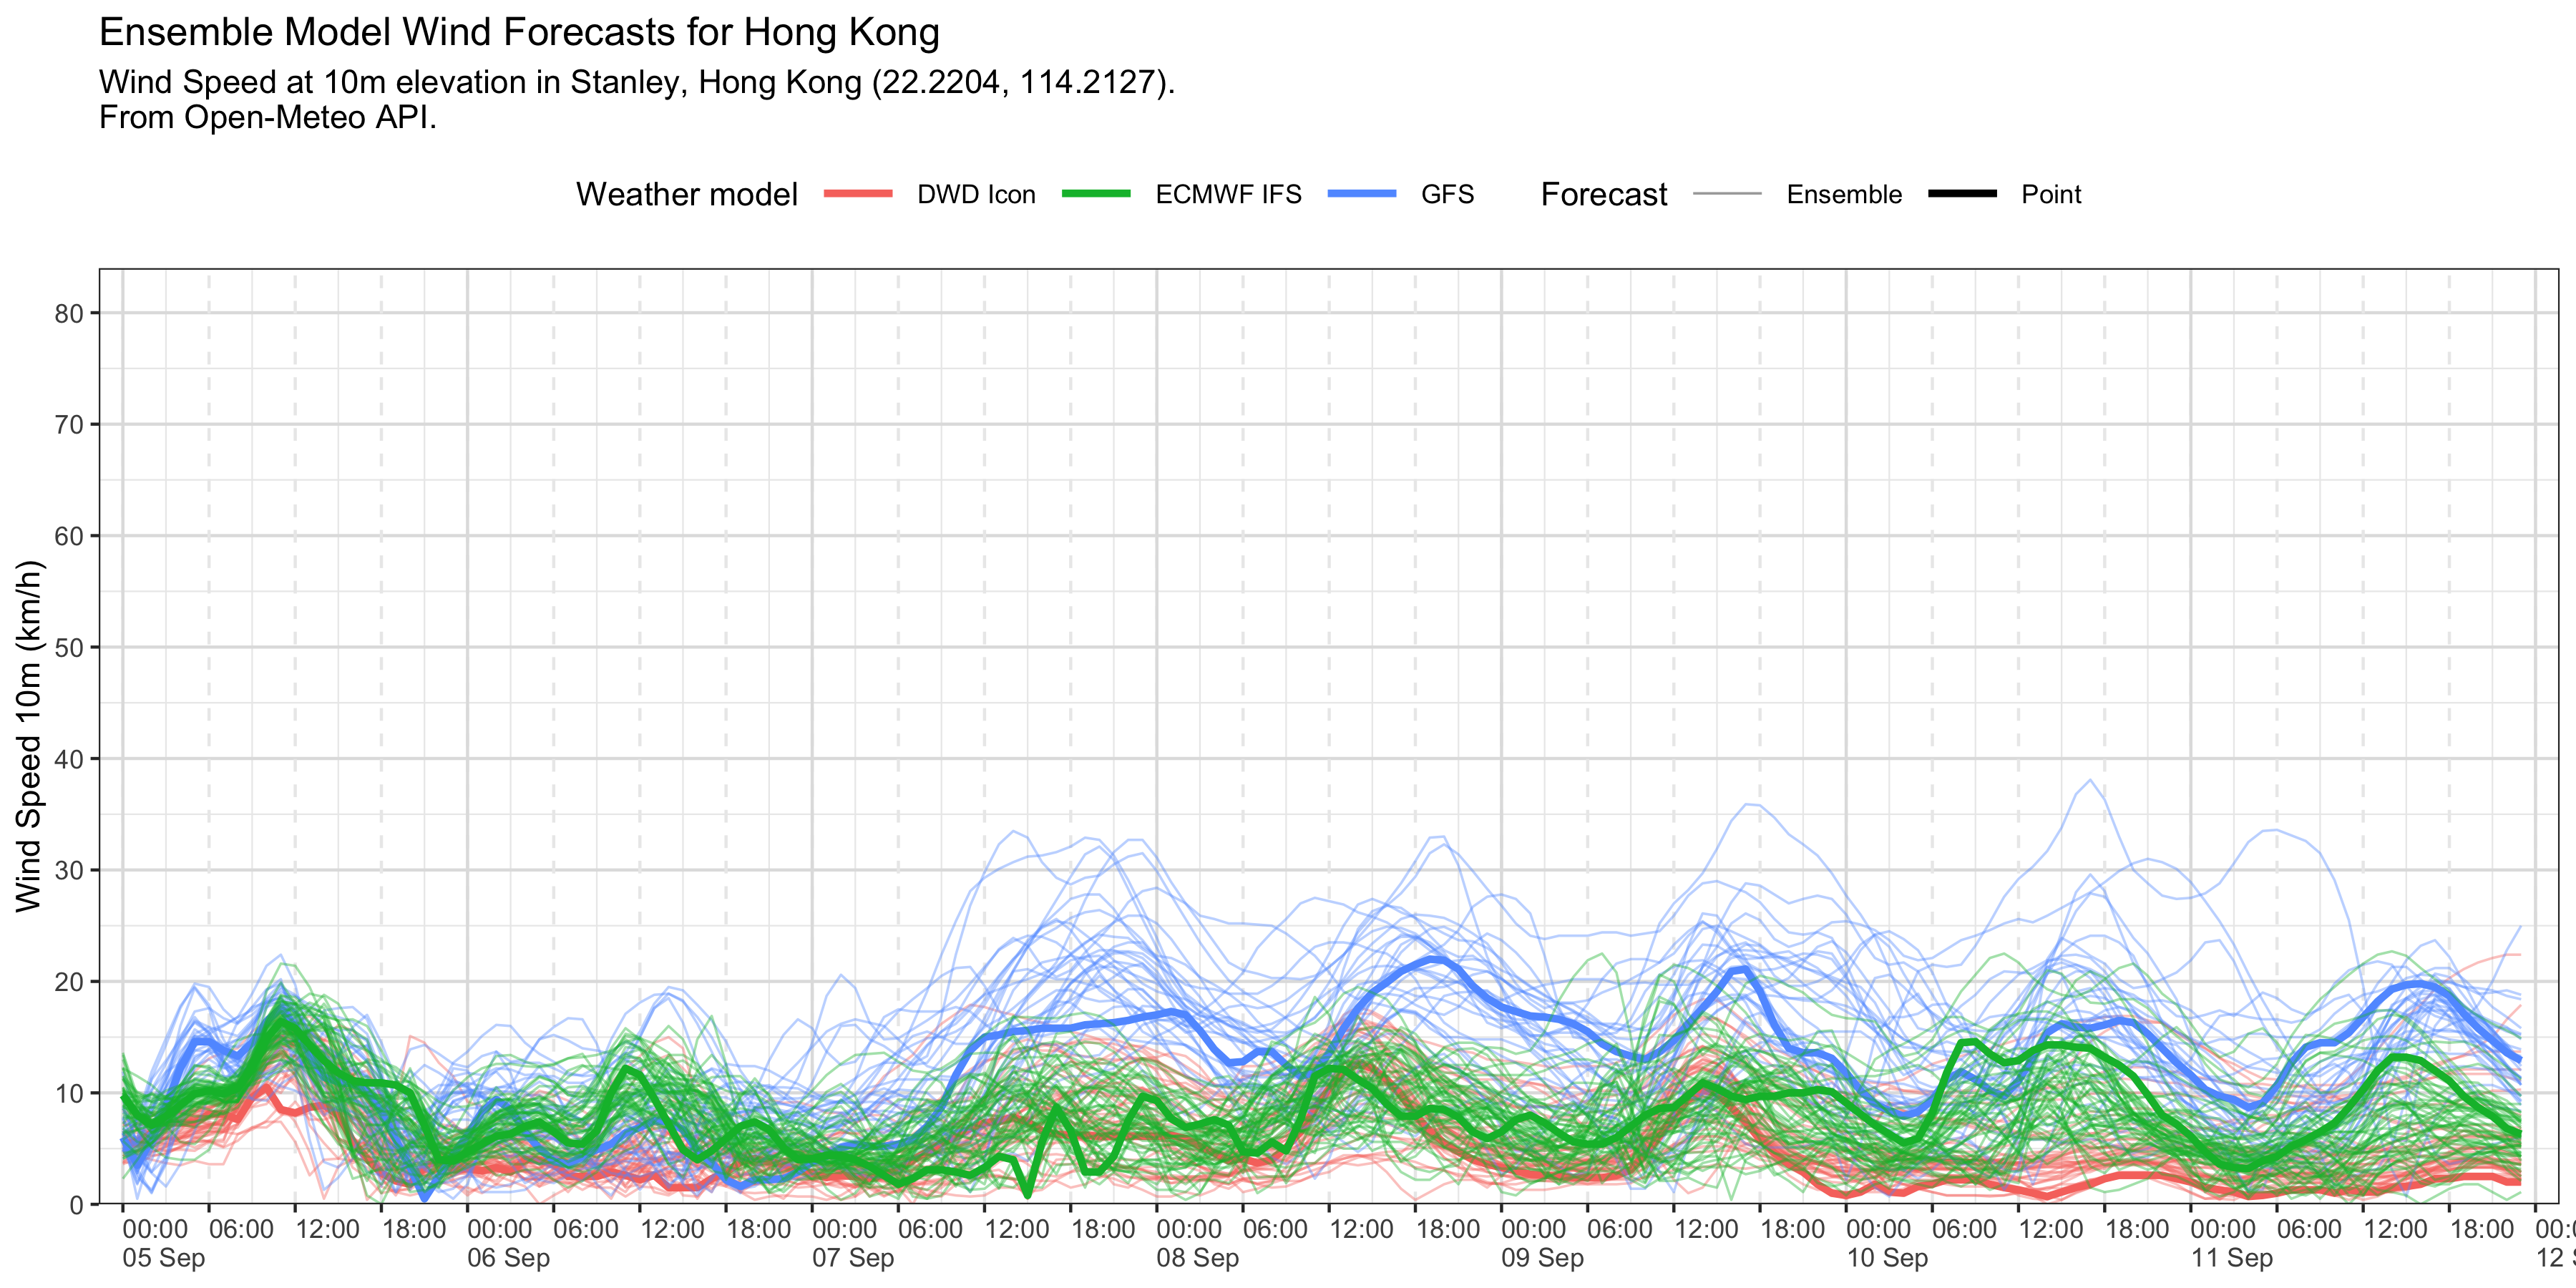 Ensemble Model Wind Forecasts for Hong Kong
Wind Speed at 10m elevation in Stanley, Hong Kong (22.2204, 114.2127).
From Open-Meteo API.
Weather model DWD Icon ECMWF IFS GFS Forecast Ensemble Point
Wind Speed 10m (km/h)
80
70
60
50
40
30
20
10
0
00:00 06:00 12:00 18:00 00:00 06:00 12:00 18:00 00:00 06:00 12:00 18:00 00:00 06:00 12:00 18:00 00:00 06:00 12:00 18:00 00:00 06:00 12:00 18:00 00:00 06:00 12:00 18:00 00:0
05 Sep 06 Sep 07 Sep 08 Sep 09 Sep 10 Sep 11 Sep 12 S